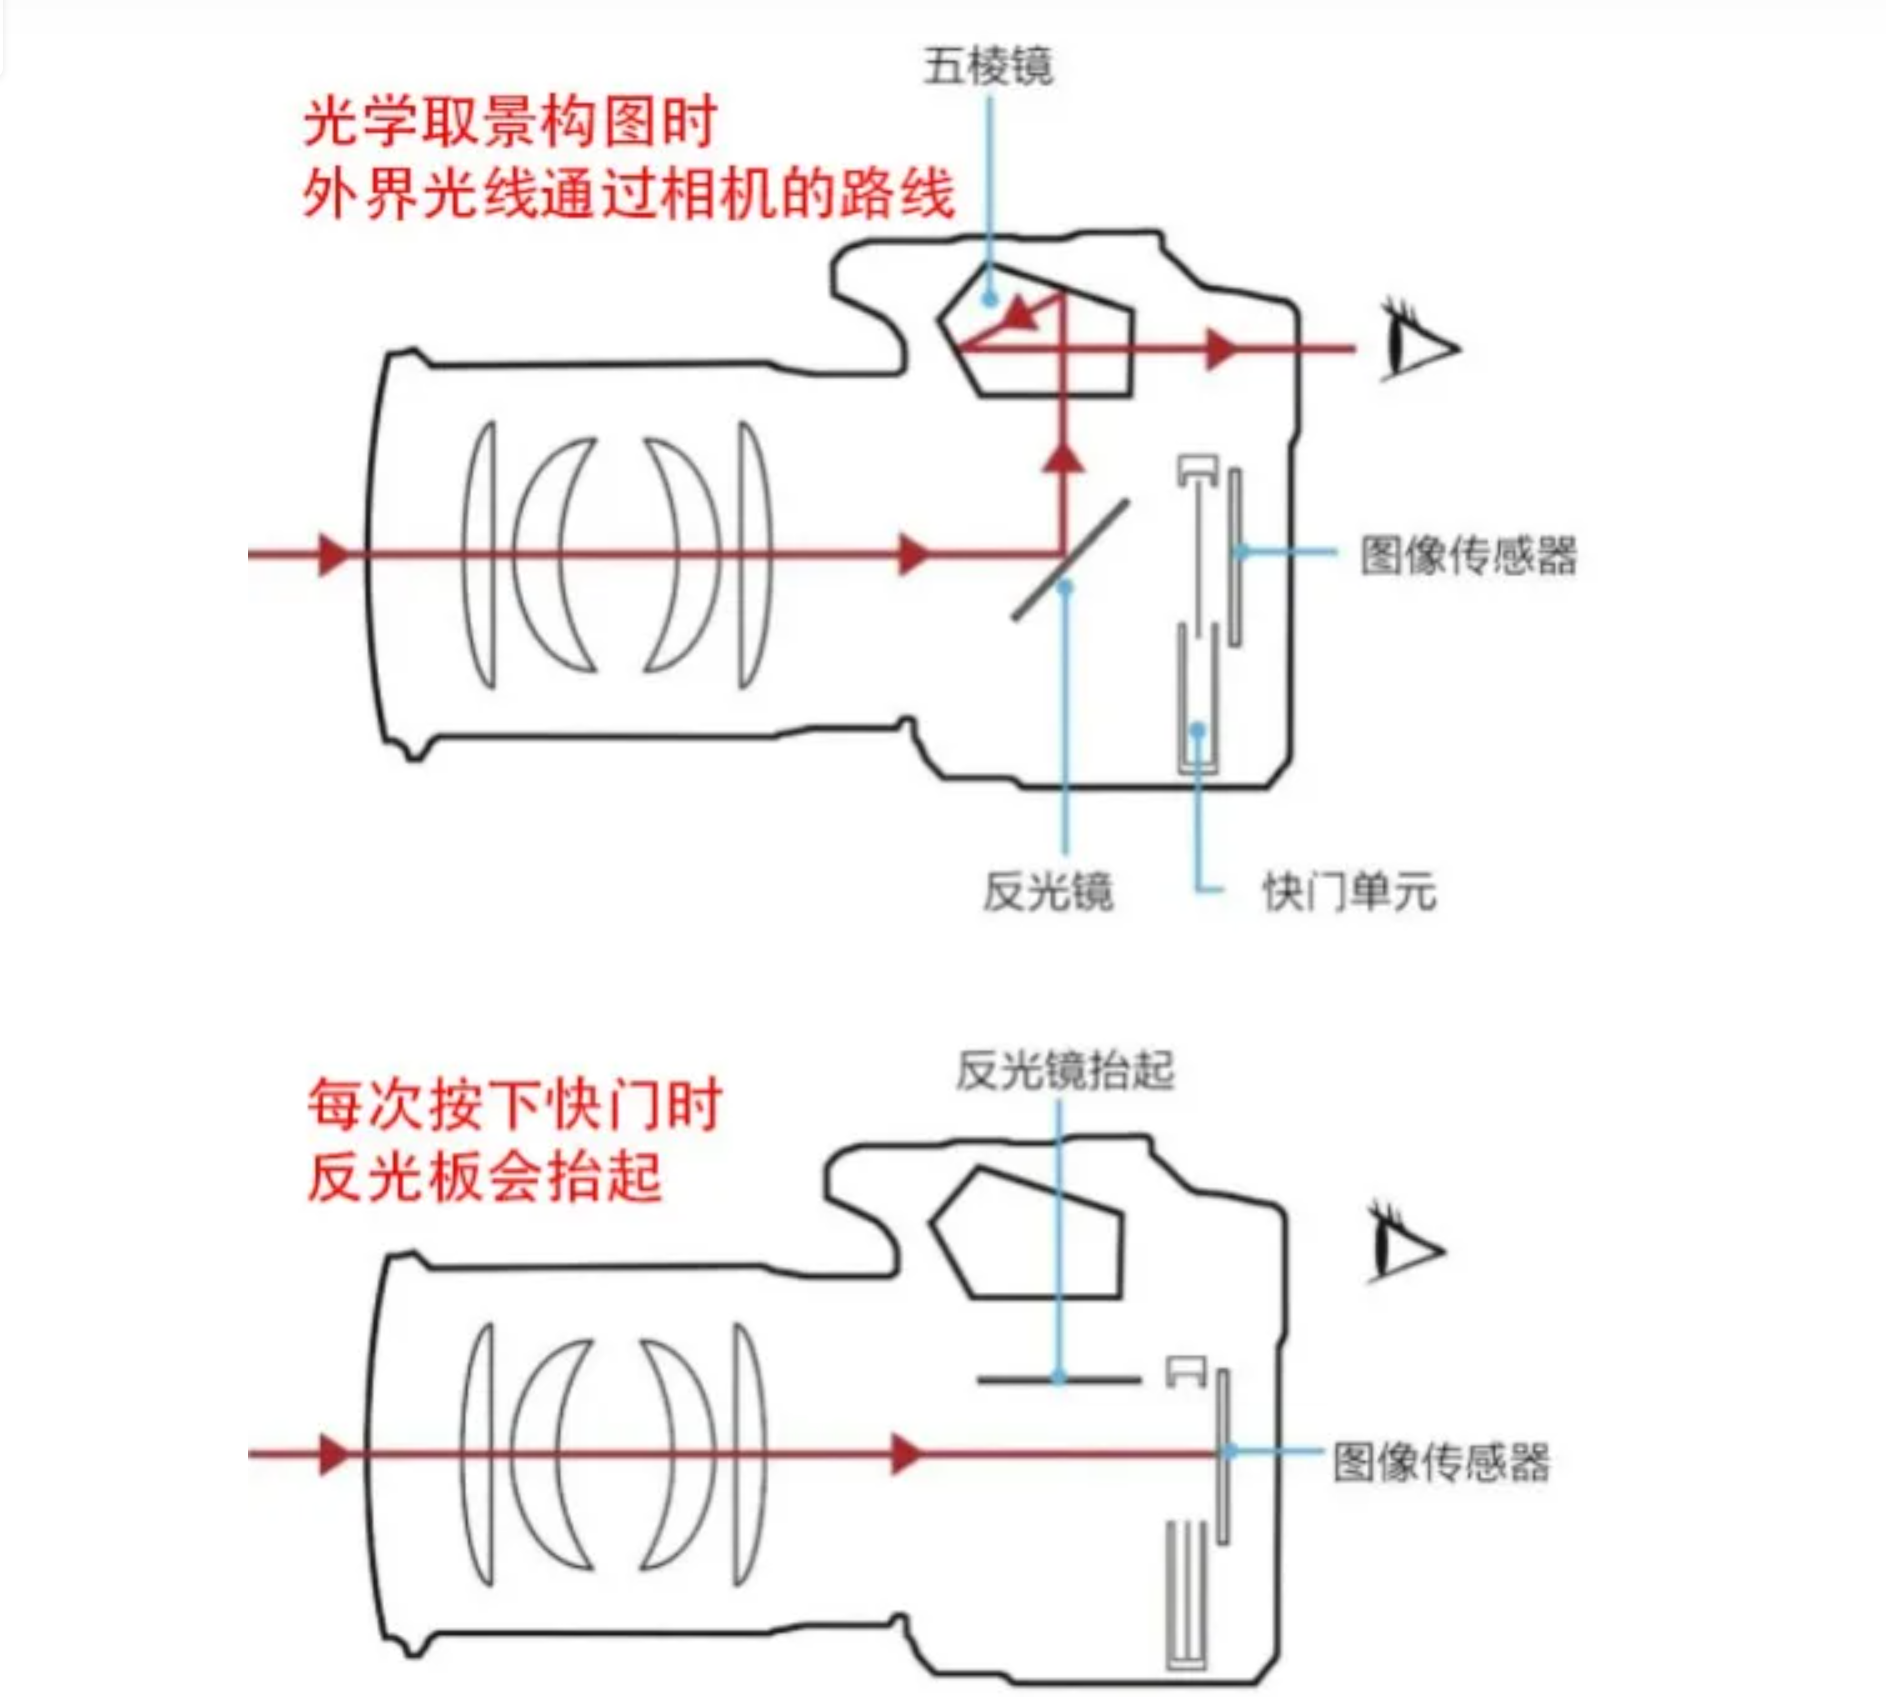 五棱镜
光学取景构图时
外界光线通过相机的路线
图像传感器
反光镜
快门单元
反光镜抬起
每次按下快门时
反光板会抬起
图像传感器